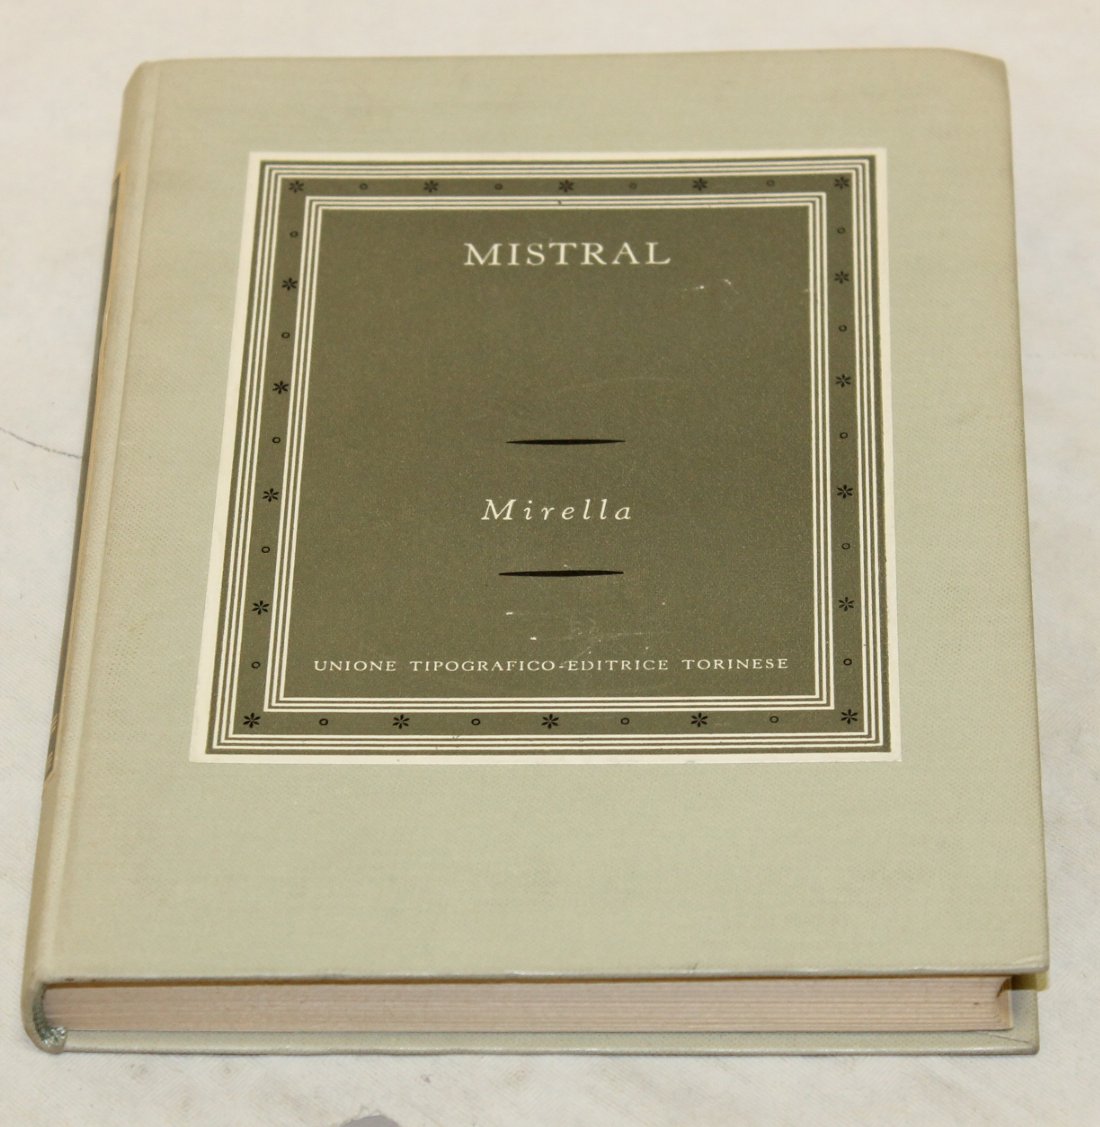 MISTRAL
Mirella
UNIONE TIPOGRAFICO-EDITRICE TORINESE